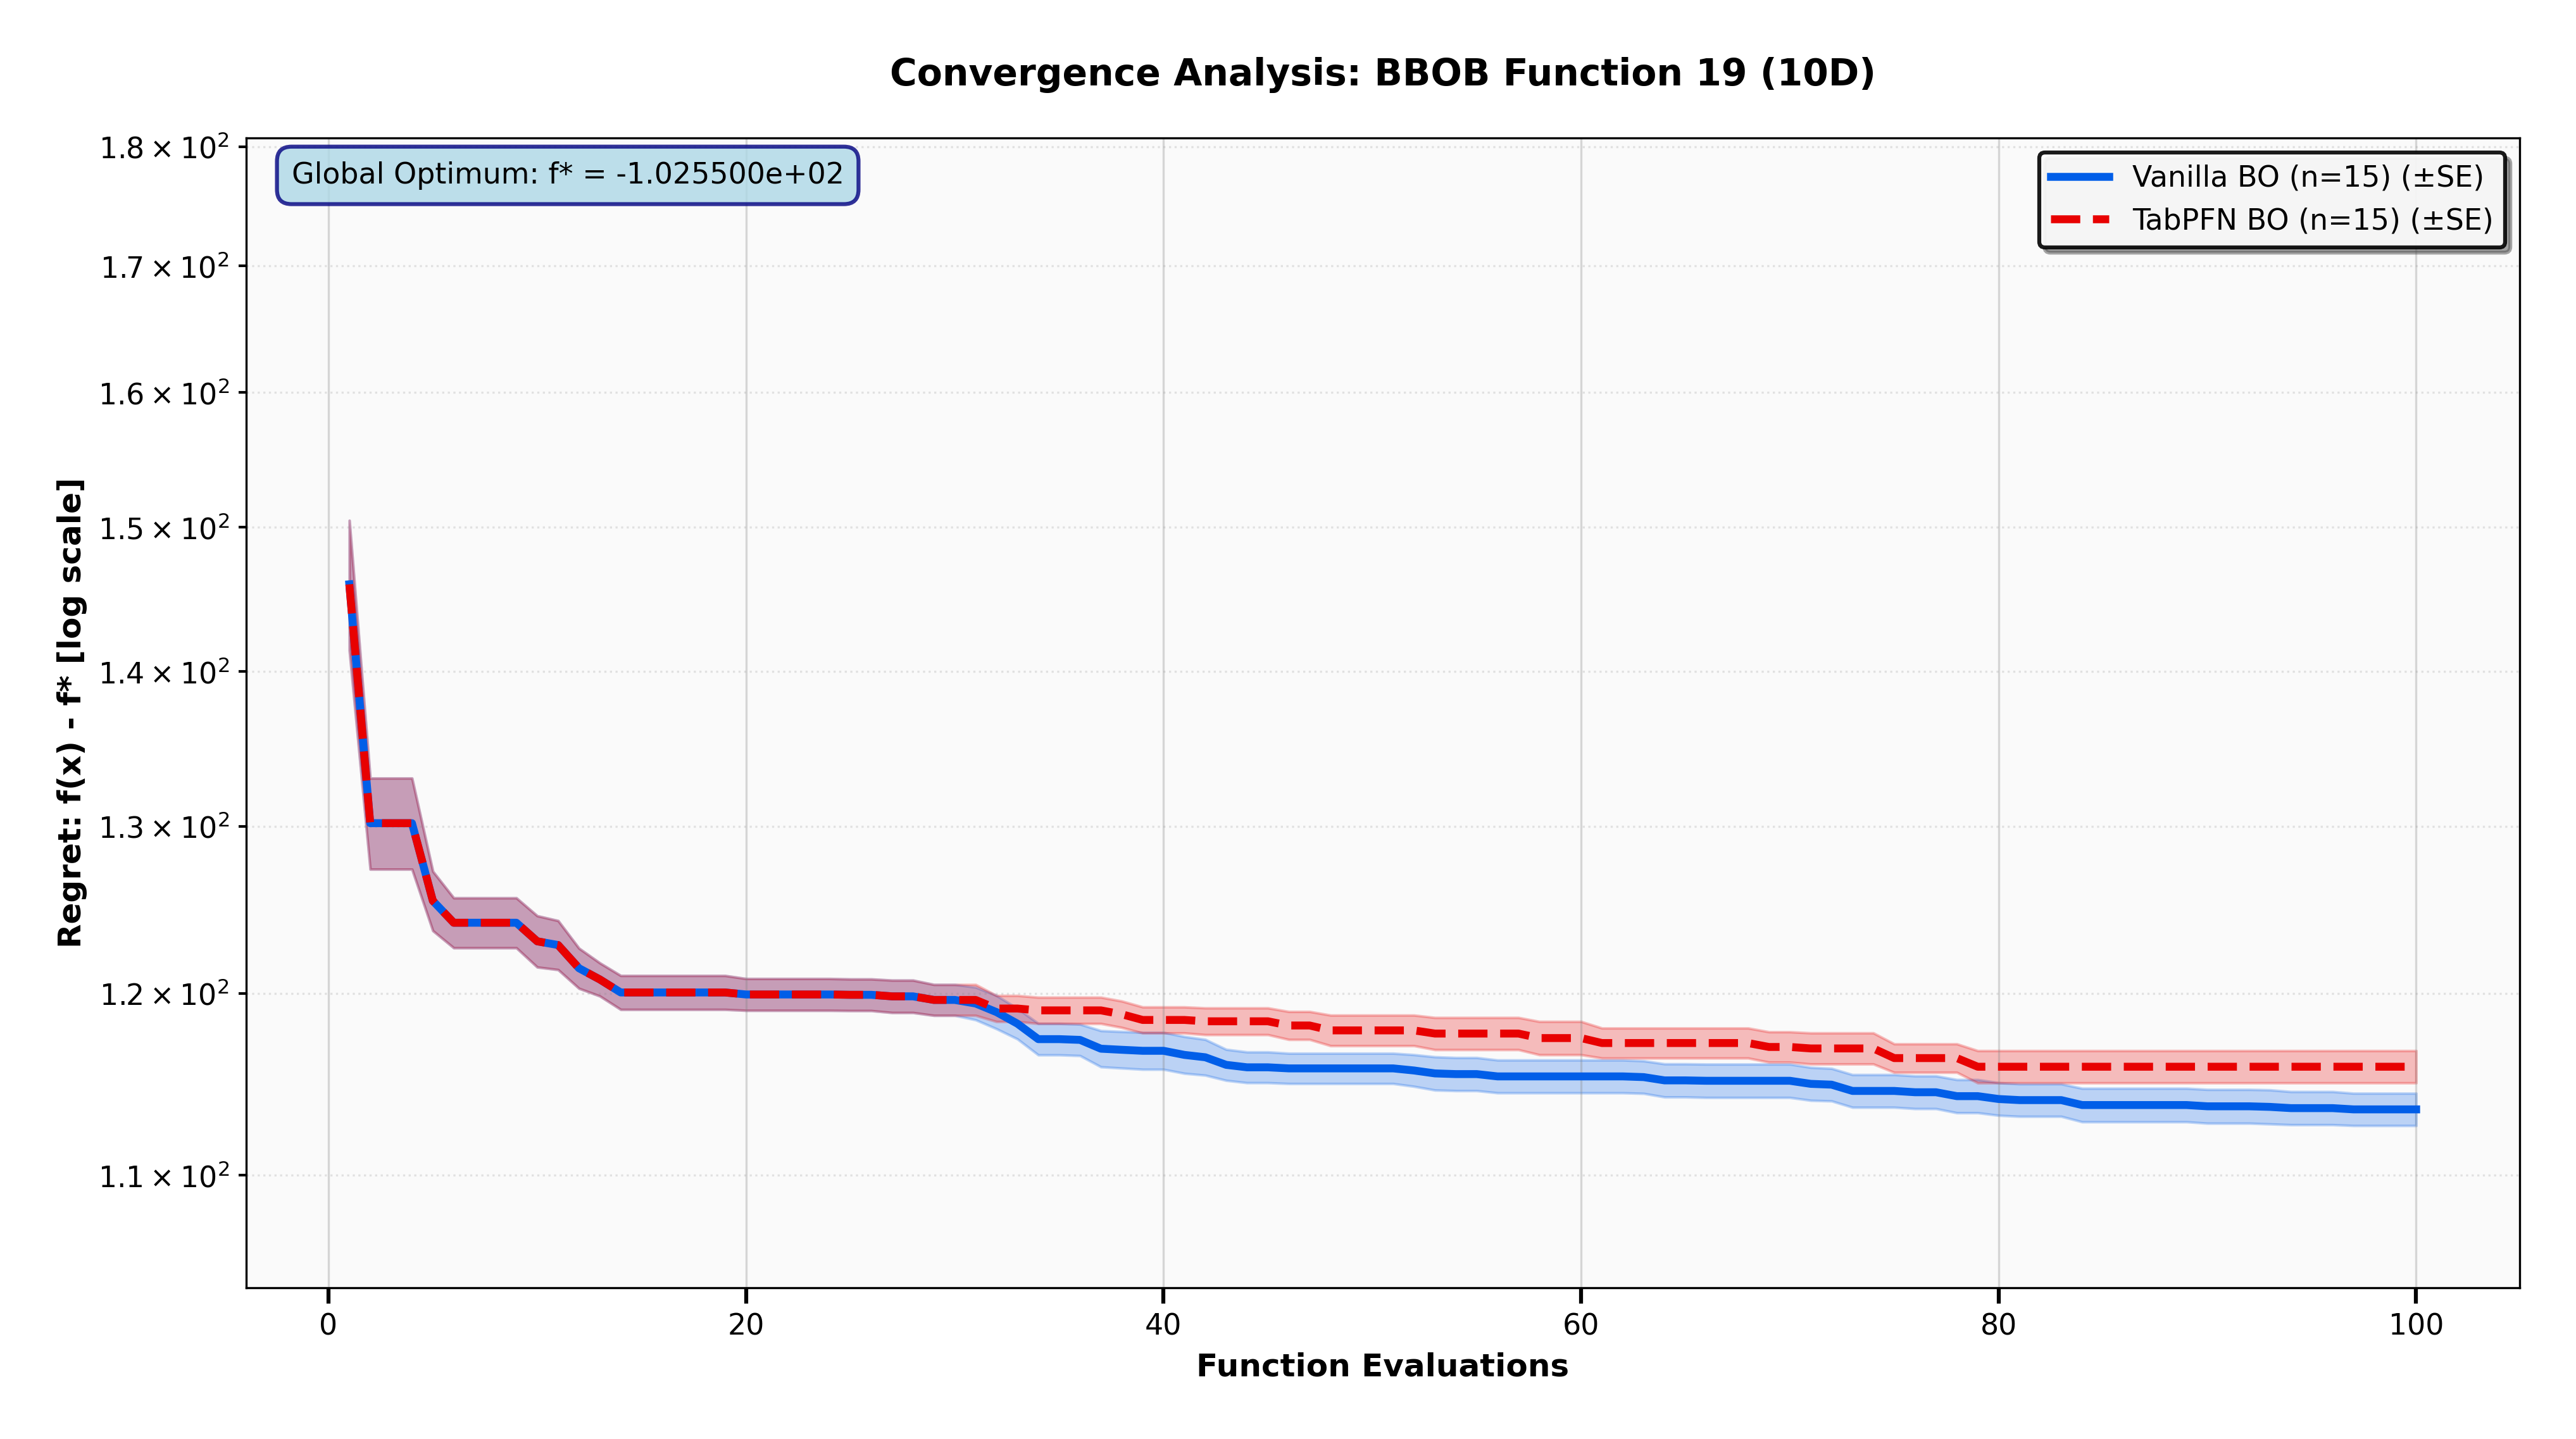 Convergence Analysis: BBOB Function 19 (10D)
Global Optimum: f* = -1.025500e+02
Vanilla BO (n=15) (±SE)
TabPFN BO (n=15) (±SE)
Regret: f(x) - f* [log scale]
1.8 × 10²
1.7 × 10²
1.6 × 10²
1.5 × 10²
1.4 × 10²
1.3 × 10²
1.2 × 10²
1.1 × 10²
0 20 40 60 80 100
Function Evaluations